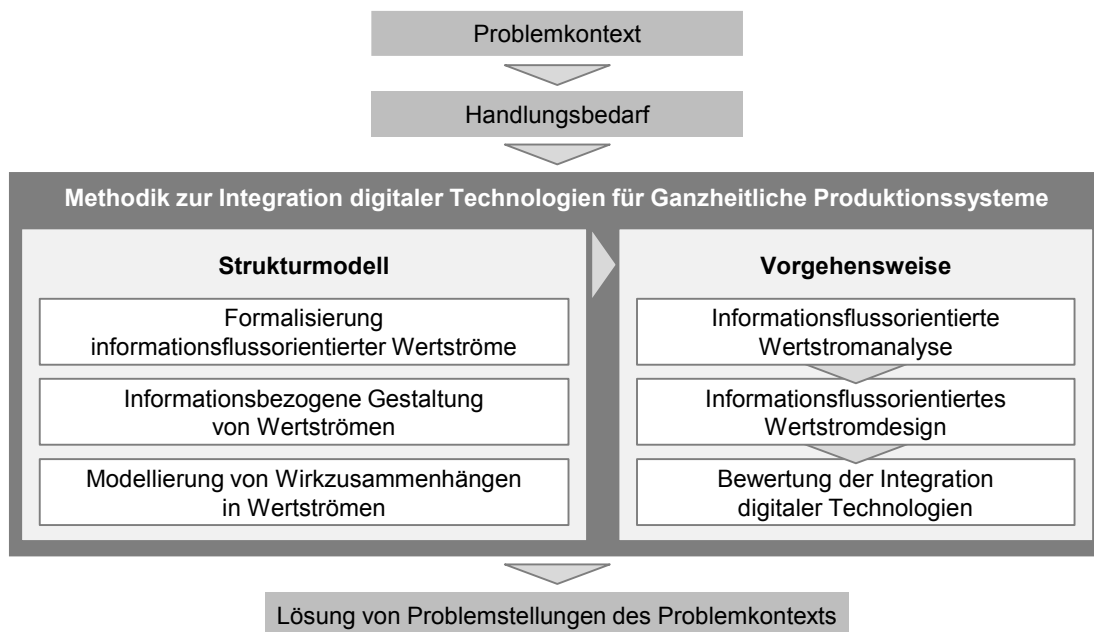 Problemkontext
Handlungsbedarf
Methodik zur Integration digitaler Technologien für Ganzheitliche Produktionssysteme
Strukturmodell
Formalisierung
informationsflussorientierter Wertströme
Informationsbezogene Gestaltung
von Wertströmen
Modellierung von Wirkzusammenhängen
in Wertströmen
Vorgehensweise
Informationsflussorientierte
Wertstromanalyse
Informationsflussorientiertes
Wertstromdesign
Bewertung der Integration
digitaler Technologien
Lösung von Problemstellungen des Problemkontexts